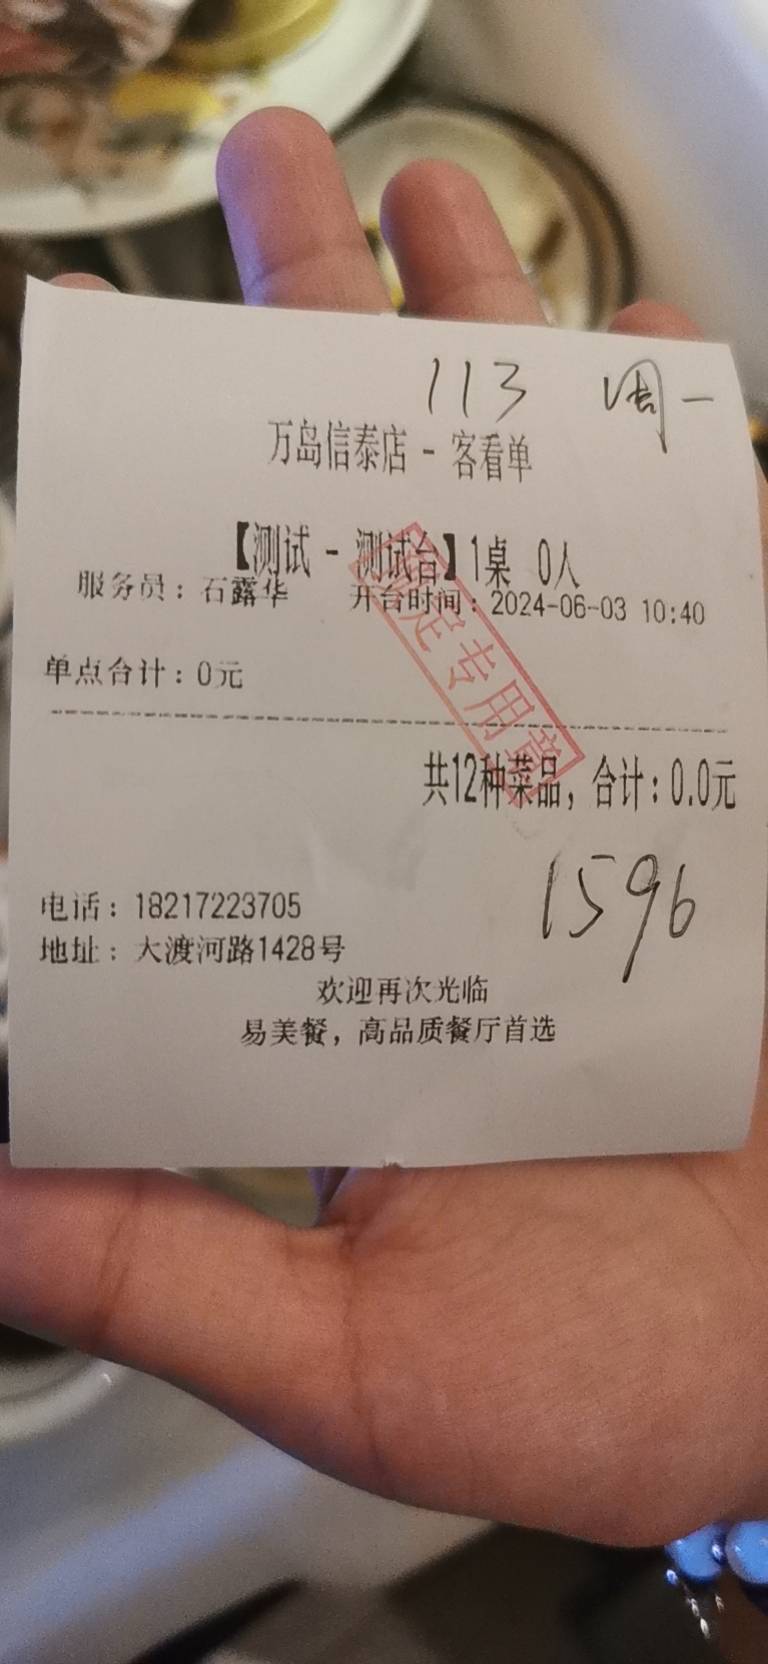 113 周一
万岛信泰店 - 客看单
【测试 - 测试台】1桌 0人
服务员：石露华 开台时间：2024-06-03 10:40
单点合计：0元
专用章
共12种菜品，合计：0.0元
1596
电话：18217223705
地址：大渡河路1428号
欢迎再次光临
易美餐，高品质餐厅首选